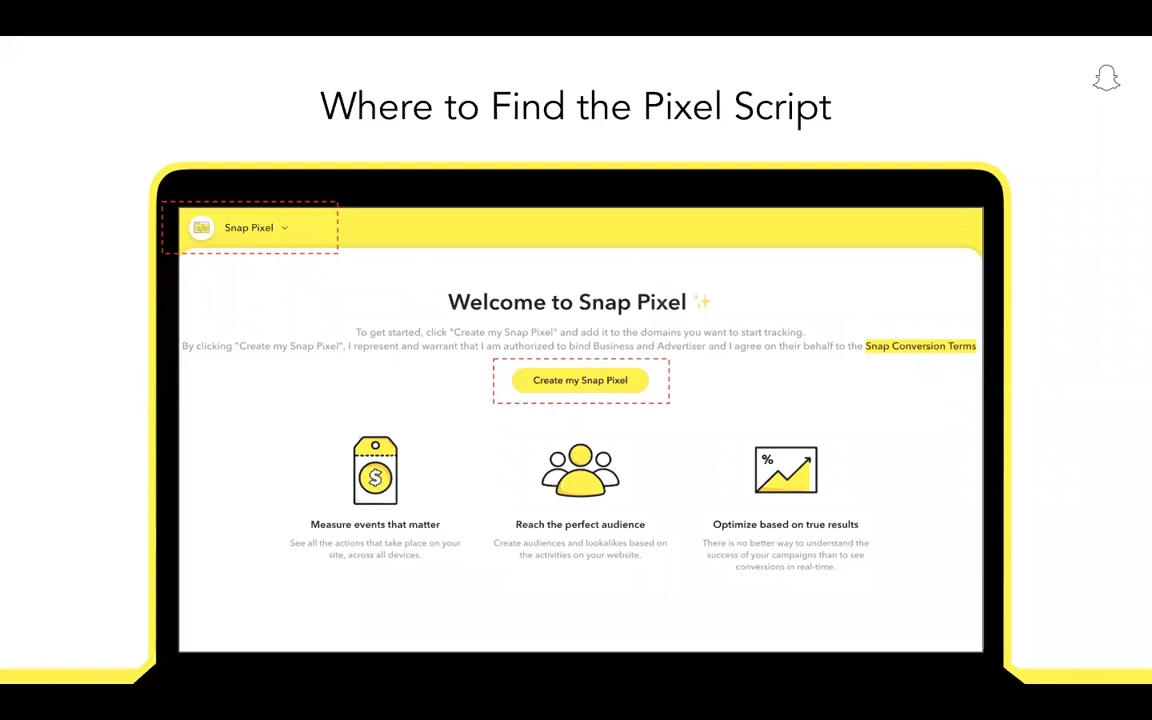 Where to Find the Pixel Script
Snap Pixel
Welcome to Snap Pixel
To get started, click "Create my Snap Pixel" and add it to the domains you want to start tracking.
By clicking "Create my Snap Pixel", I represent and warrant that I am authorized to bind Business and Advertiser and I agree on their behalf to the Snap Conversion Terms
Create my Snap Pixel
$
%
Measure events that matter
See all the actions that take place on your
site, across all devices.
Reach the perfect audience
Create audiences and lookalikes based on
the activities on your website.
Optimize based on true results
There is no better way to understand the
success of your campaigns than to see
conversions in real-time.